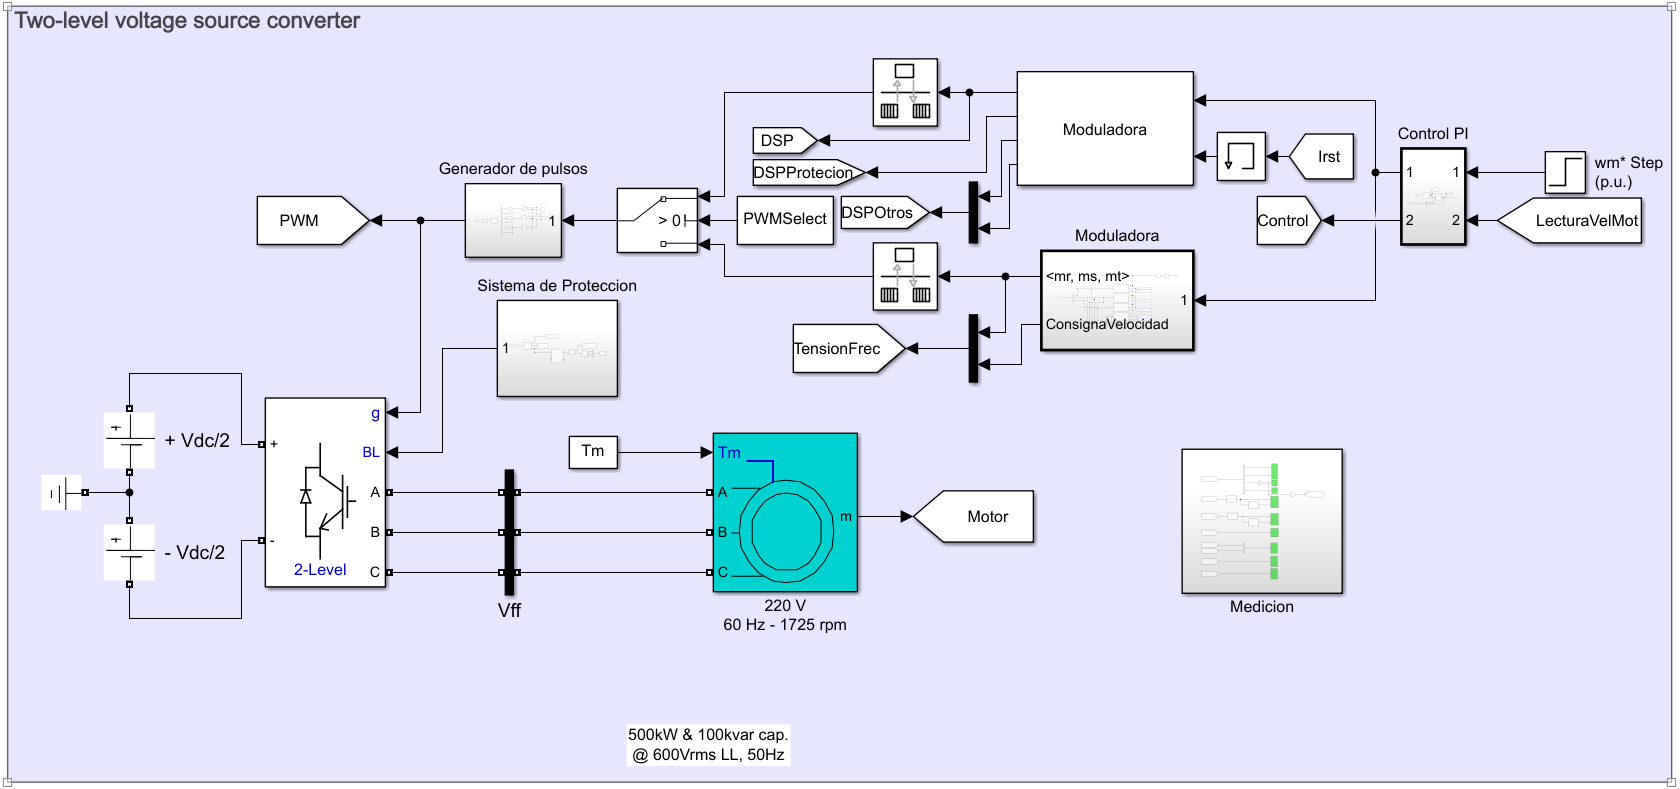 Two-level voltage source converter
Moduladora
Control PI
DSP
Irst
wm* Step
(p.u.)
1
1
DSPProtecion
Generador de pulsos
PWM
1
> 0
PWMSelect
DSPOtros
Control
2
2
LecturaVelMot
Moduladora
<mr, ms, mt>
1
ConsignaVelocidad
Sistema de Proteccion
1
TensionFrec
g
+ Vdc/2
+
BL
Tm
Tm
A
A
B
B
m
Motor
- Vdc/2
-
C
C
2-Level
Vff
220 V
60 Hz - 1725 rpm
Medicion
500kW & 100kvar cap.
@ 600Vrms LL, 50Hz